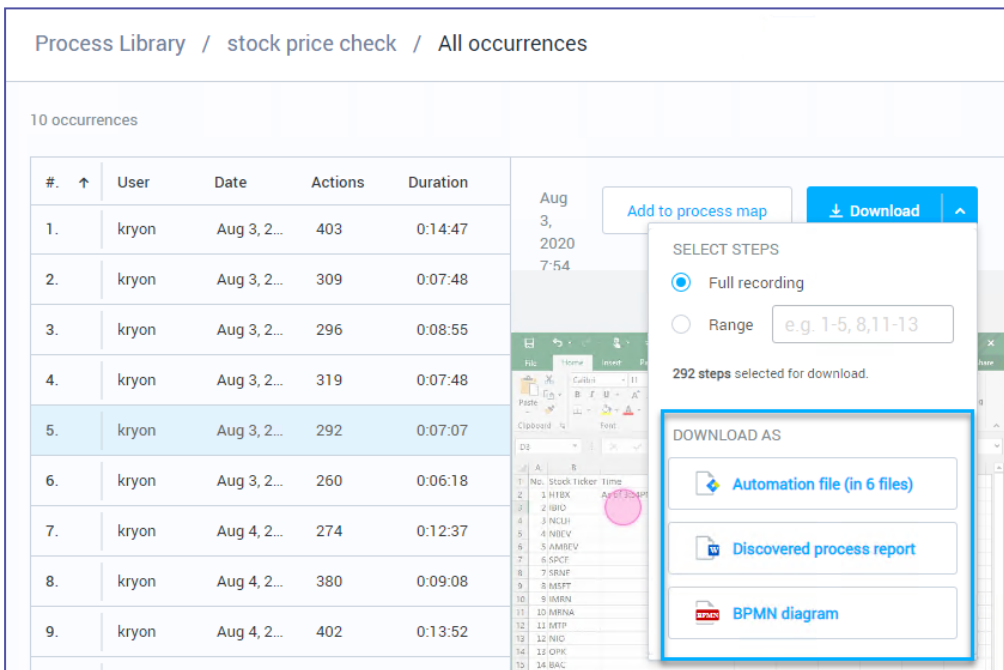 Process Library / stock price check / All occurrences
10 occurrences
#. ↑ User Date Actions Duration
1. kryon Aug 3, 2... 403 0:14:47
2. kryon Aug 3, 2... 309 0:07:48
3. kryon Aug 3, 2... 296 0:08:55
4. kryon Aug 3, 2... 319 0:07:48
5. kryon Aug 3, 2... 292 0:07:07
6. kryon Aug 3, 2... 260 0:06:18
7. kryon Aug 4, 2... 274 0:12:37
8. kryon Aug 4, 2... 380 0:09:08
9. kryon Aug 4, 2... 402 0:13:52
Aug
3,
2020
7:54
Add to process map
Download
SELECT STEPS
Full recording
Range e.g. 1-5, 8,11-13
292 steps selected for download.
DOWNLOAD AS
Automation file (in 6 files)
Discovered process report
BPMN BPMN diagram
File Home Insert
Calibri 11
Paste B I U
Clipboard Font
D3
A B
1 No. Stock Ticker Time
2 1 HTBX
3 2 IBIO
4 3 NCLH
5 4 NBEV
6 5 AMBEV
7 6 SPCE
8 7 SRNE
9 8 MSFT
10 9 IMRN
11 10 MRNA
12 11 MTP
13 12 NIO
14 13 OPK
15 14 BAC